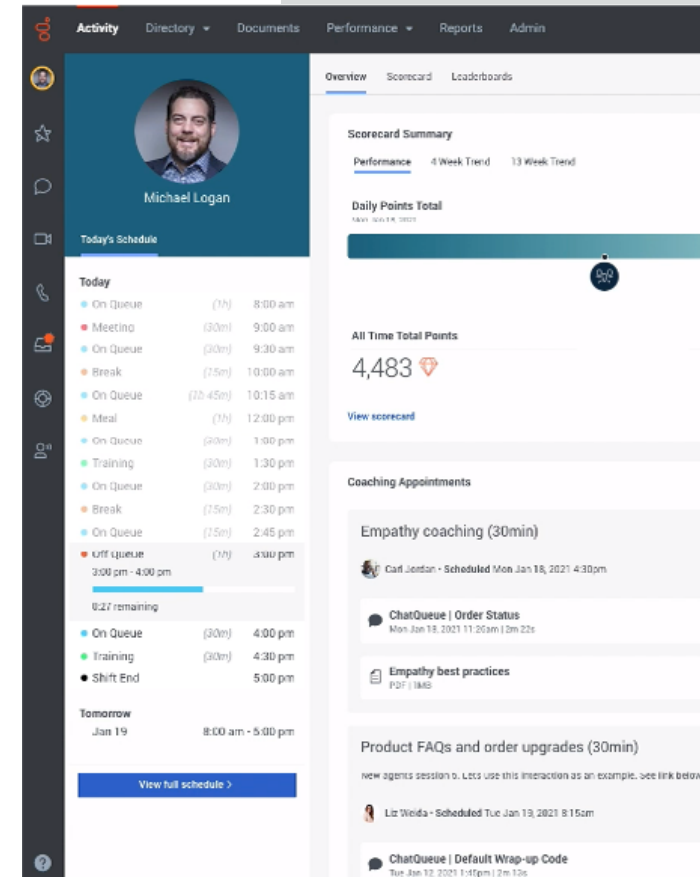 Activity Directory Documents Performance Reports Admin
Michael Logan
Today's Schedule
Today
On Queue (1h) 8:00 am
Meeting (30m) 9:00 am
On Queue (30m) 9:30 am
Break (15m) 10:00 am
On Queue (1h 45m) 10:15 am
Meal (1h) 12:00 pm
On Queue (30m) 1:00 pm
Training (30m) 1:30 pm
On Queue (30m) 2:00 pm
Break (15m) 2:30 pm
On Queue (15m) 2:45 pm
Off Queue (1h) 3:00 pm
3:00 pm - 4:00 pm
0:27 remaining
On Queue (30m) 4:00 pm
Training (30m) 4:30 pm
Shift End 5:00 pm
Tomorrow
Jan 19 8:00 am - 5:00 pm
View full schedule >
Overview Scorecard Leaderboards
Scorecard Summary
Performance 4 Week Trend 13 Week Trend
Daily Points Total
Mon Jan 18, 2021
All Time Total Points
4,483
View scorecard
Coaching Appointments
Empathy coaching (30min)
Carl Jordan - Scheduled Mon Jan 18, 2021 4:30pm
ChatQueue | Order Status
Mon Jan 18, 2021 11:26am | 2m 22s
Empathy best practices
PDF | 1MB
Product FAQs and order upgrades (30min)
New agents session 6. Lets use this interaction as an example. See link below
Liz Weida - Scheduled Tue Jan 19, 2021 8:15am
ChatQueue | Default Wrap-up Code
Tue Jan 12, 2021 1:45pm | 2m 13s